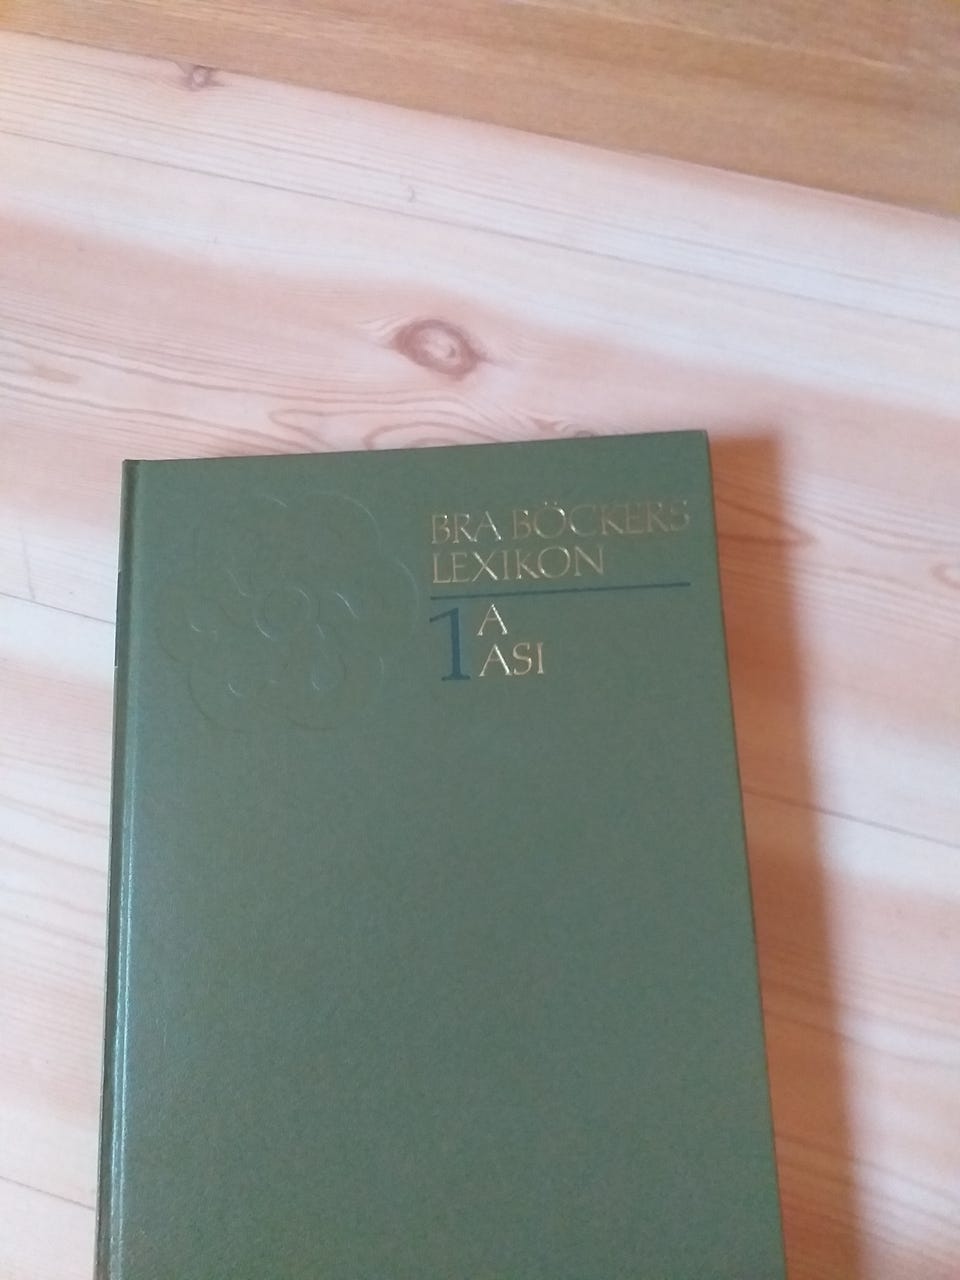 BRA BÖCKERS
LEXIKON
1 A
ASI